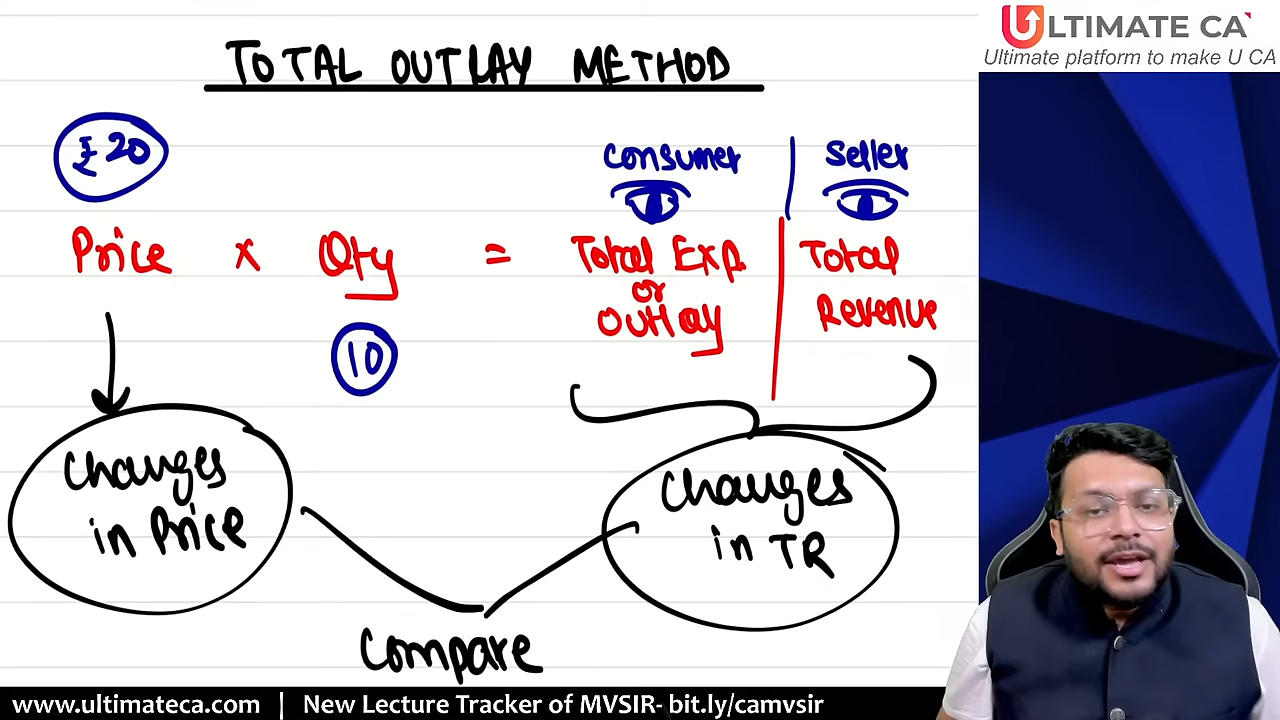 ULTIMATE CA
Ultimate platform to make U CA
TOTAL OUTLAY METHOD
₹20
Consumer | Seller
Price x Qty = Total Exp. | Total
or
Outlay | Revenue
10
Changes
in Price
Changes
in TR
Compare
www.ultimateca.com | New Lecture Tracker of MVSIR- bit.ly/camvsir